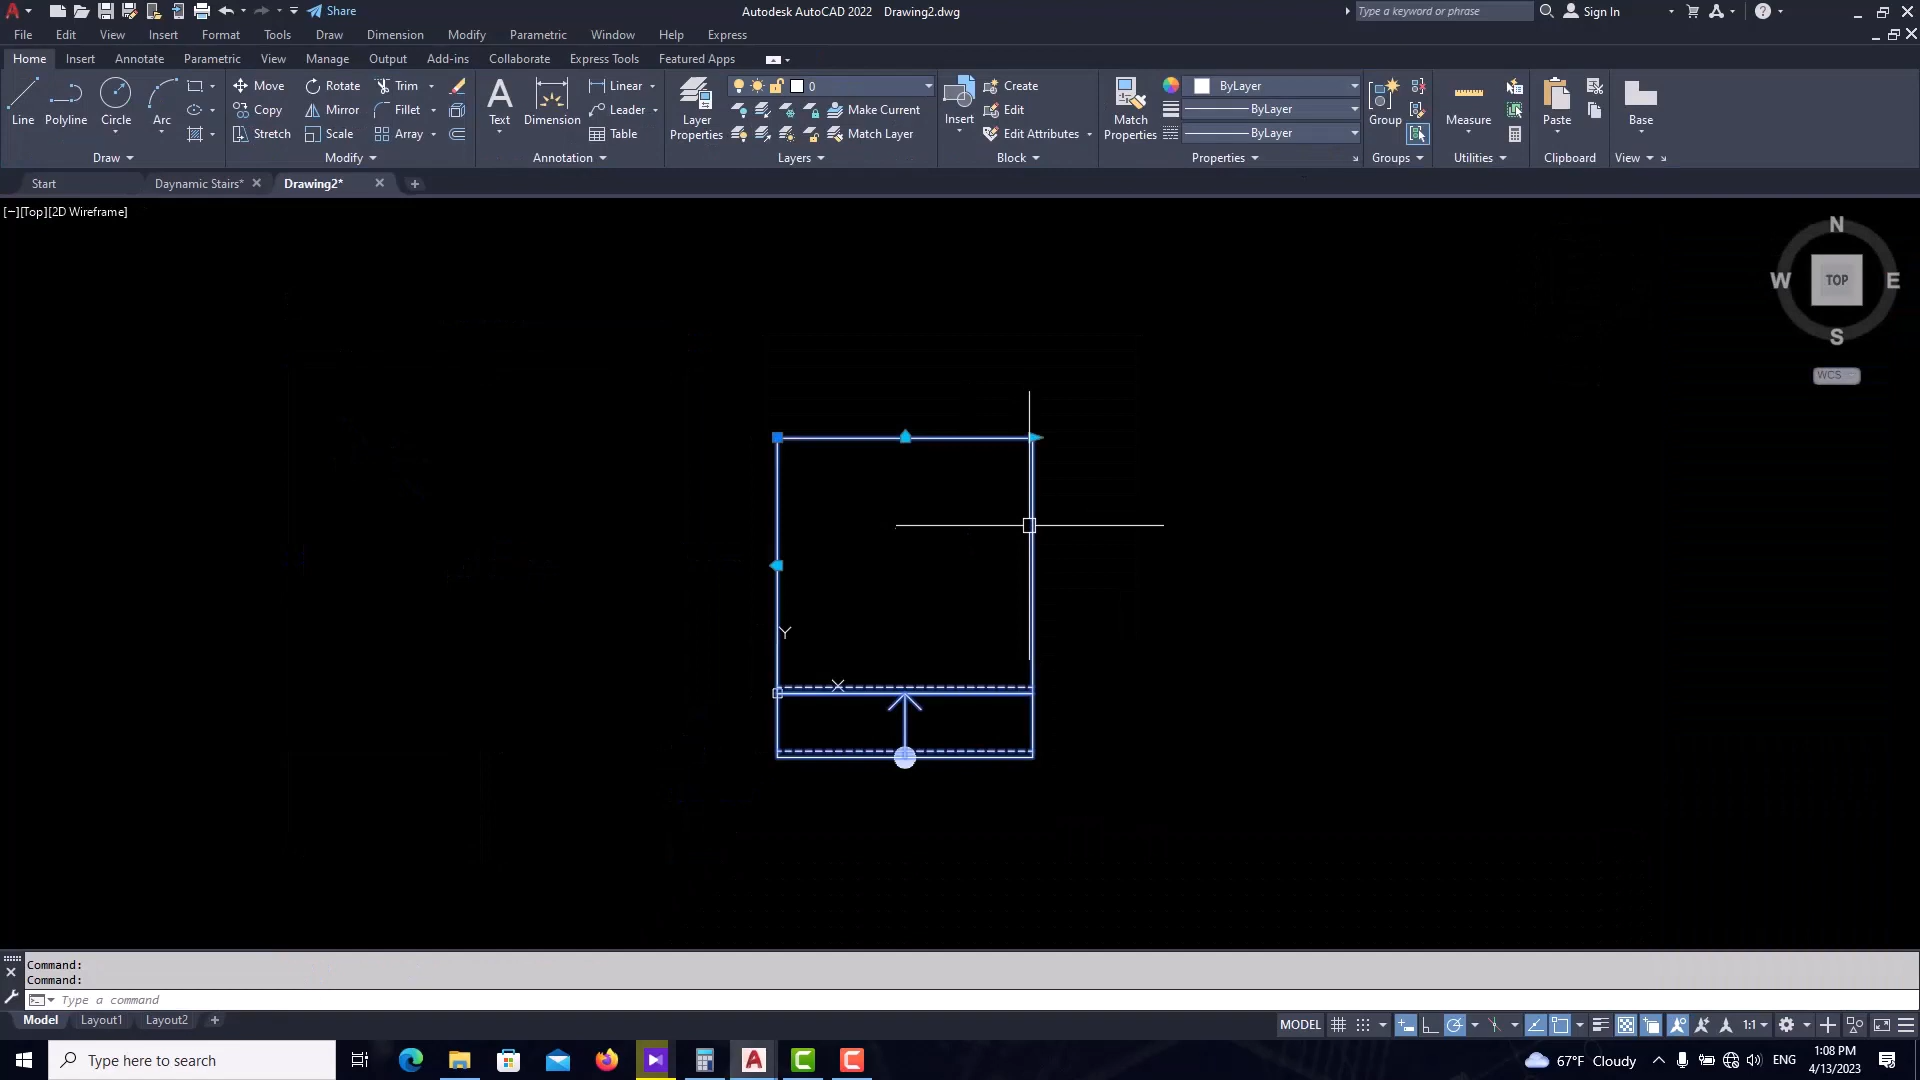 Share
Autodesk AutoCAD 2022 Drawing2.dwg
Type a keyword or phrase
Sign In
File Edit View Insert Format Tools Draw Dimension Modify Parametric Window Help Express
Home Insert Annotate Parametric View Manage Output Add-ins Collaborate Express Tools Featured Apps
Line Polyline Circle Arc
Move Rotate Trim
Copy Mirror Fillet
Stretch Scale Array
Text Dimension
Linear
Leader
Table
Layer Properties
0
Make Current
Match Layer
Insert
Create
Edit
Edit Attributes
Match Properties
ByLayer
ByLayer
ByLayer
Group
Measure
Paste
Base
Draw Modify Annotation Layers Block Properties Groups Utilities Clipboard View
Start Daynamic Stairs* Drawing2*
[−][Top][2D Wireframe]
N
W TOP E
S
WCS
Y
X
Command:
Command:
Type a command
Model Layout1 Layout2
MODEL 1:1
Type here to search
67°F Cloudy
ENG
1:08 PM
4/13/2023